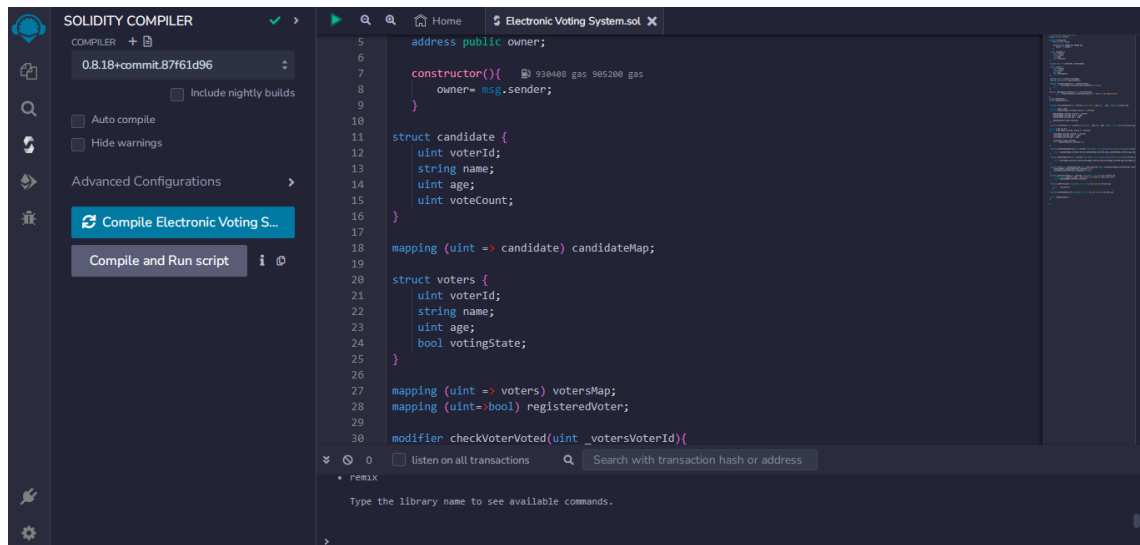 SOLIDITY COMPILER
COMPILER
0.8.18+commit.87f61d96
Include nightly builds
Auto compile
Hide warnings
Advanced Configurations
Compile Electronic Voting S...
Compile and Run script
Home
Electronic Voting System.sol
5 address public owner;
6
7 constructor(){ 930408 gas 905200 gas
8 owner= msg.sender;
9 }
10
11 struct candidate {
12 uint voterId;
13 string name;
14 uint age;
15 uint voteCount;
16 }
17
18 mapping (uint => candidate) candidateMap;
19
20 struct voters {
21 uint voterId;
22 string name;
23 uint age;
24 bool votingState;
25 }
26
27 mapping (uint => voters) votersMap;
28 mapping (uint=>bool) registeredVoter;
29
30 modifier checkVoterVoted(uint _votersVoterId){
0 listen on all transactions Search with transaction hash or address
• remix
Type the library name to see available commands.
>